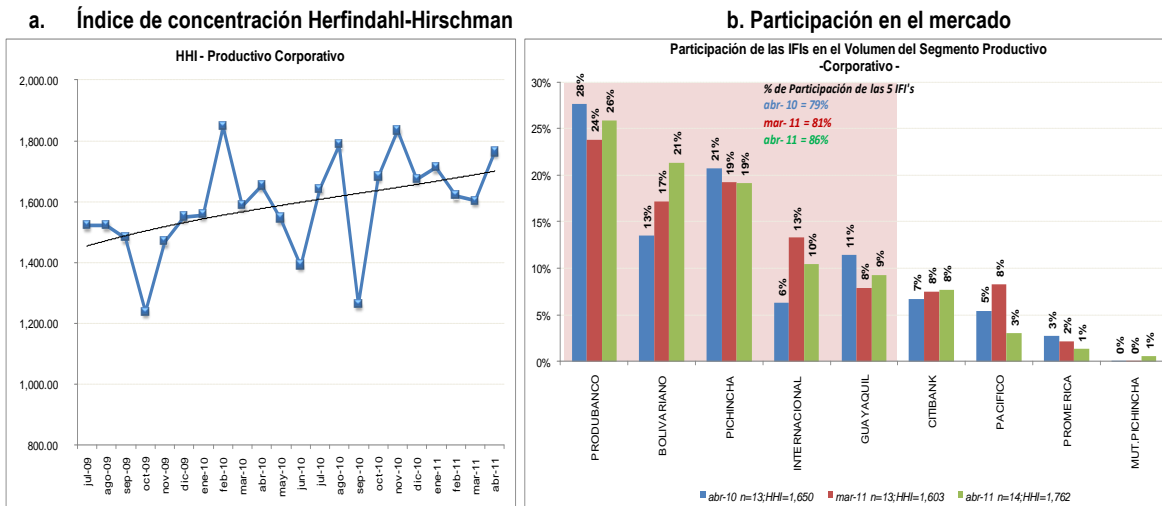 a. Índice de concentración Herfindahl-Hirschman
HHI - Productivo Corporativo
2,000.00
1,800.00
1,600.00
1,400.00
1,200.00
1,000.00
800.00
jul-09
ago-09
sep-09
oct-09
nov-09
dic-09
ene-10
feb-10
mar-10
abr-10
may-10
jun-10
jul-10
ago-10
sep-10
oct-10
nov-10
dic-10
ene-11
feb-11
mar-11
abr-11
b. Participación en el mercado
Participación de las IFIs en el Volumen del Segmento Productivo
-Corporativo -
% de Participación de las 5 IFI's
abr- 10 = 79%
mar- 11 = 81%
abr- 11 = 86%
30%
25%
20%
15%
10%
5%
0%
28%
24%
26%
13%
17%
21%
21%
19%
19%
6%
13%
10%
11%
8%
9%
7%
8%
8%
5%
8%
3%
3%
2%
1%
0%
0%
1%
PRODUBANCO
BOLIVARIANO
PICHINCHA
INTERNACIONAL
GUAYAQUIL
CITIBANK
PACIFICO
PROMERICA
MUT.PICHINCHA
abr-10 n=13;HHI=1,650
mar-11 n=13;HHI=1,603
abr-11 n=14;HHI=1,762